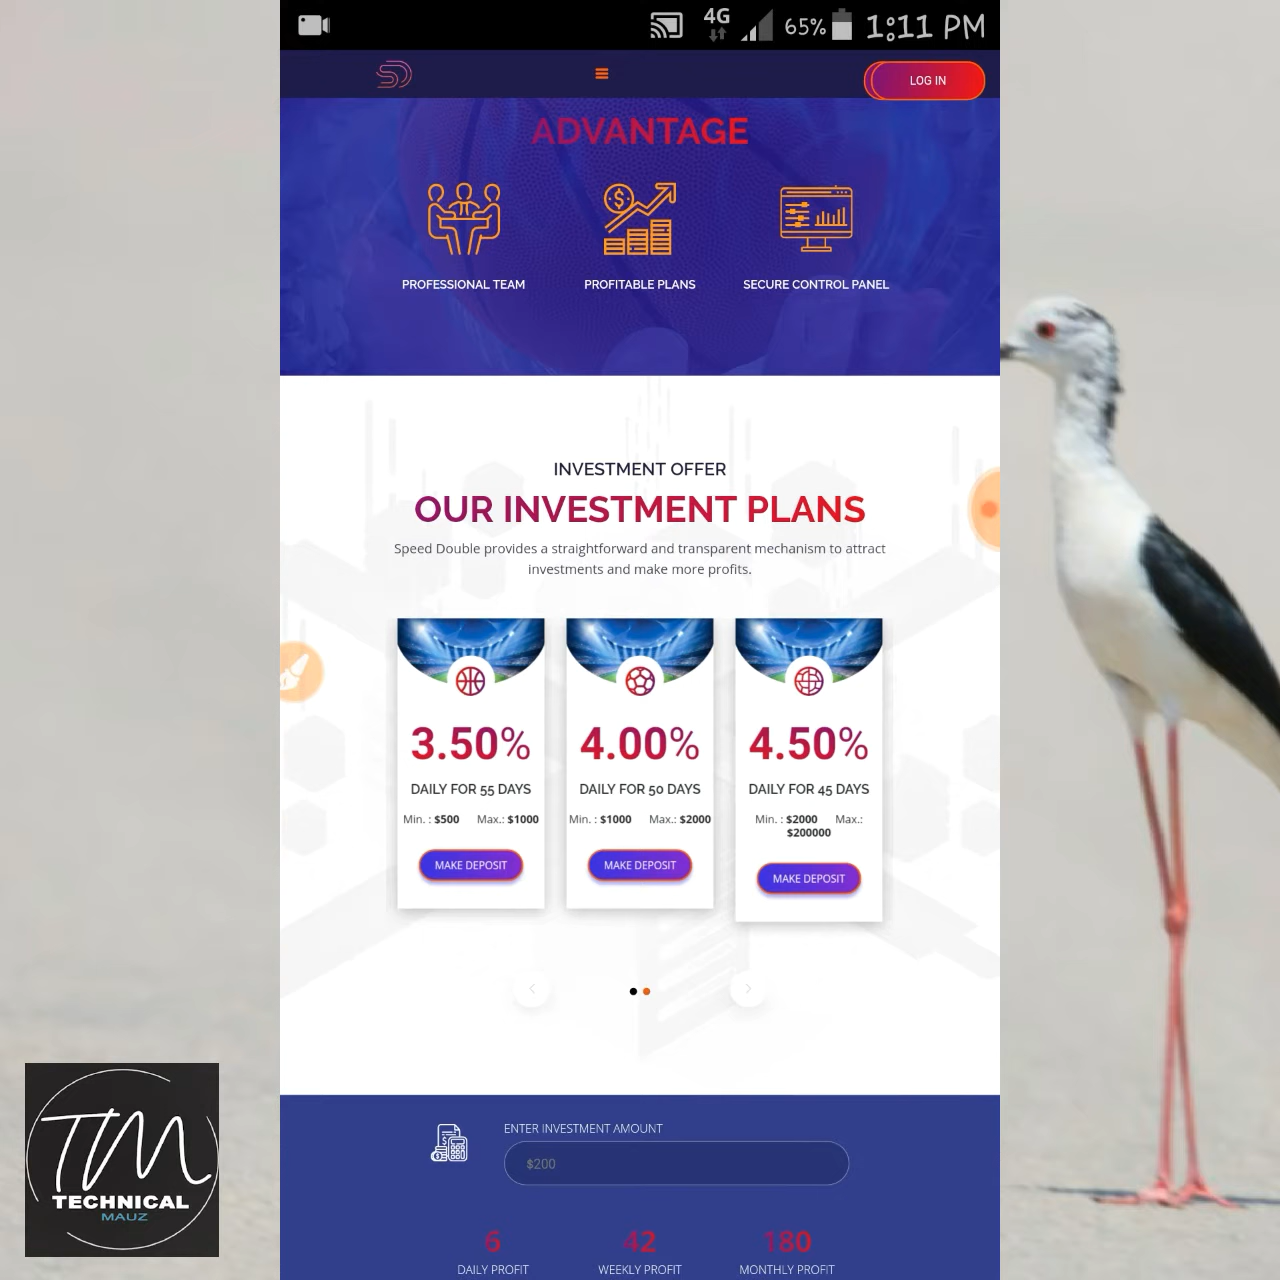 4G 65% 1:11 PM
LOG IN
ADVANTAGE
PROFESSIONAL TEAM PROFITABLE PLANS SECURE CONTROL PANEL
INVESTMENT OFFER
OUR INVESTMENT PLANS
Speed Double provides a straightforward and transparent mechanism to attract
investments and make more profits.
3.50% 4.00% 4.50%
DAILY FOR 55 DAYS DAILY FOR 50 DAYS DAILY FOR 45 DAYS
Min. : $500 Max.: $1000 Min. : $1000 Max.: $2000 Min. : $2000 Max.:
$200000
MAKE DEPOSIT MAKE DEPOSIT MAKE DEPOSIT
ENTER INVESTMENT AMOUNT
$200
6 42 180
DAILY PROFIT WEEKLY PROFIT MONTHLY PROFIT
TM
TECHNICAL
MAUZ